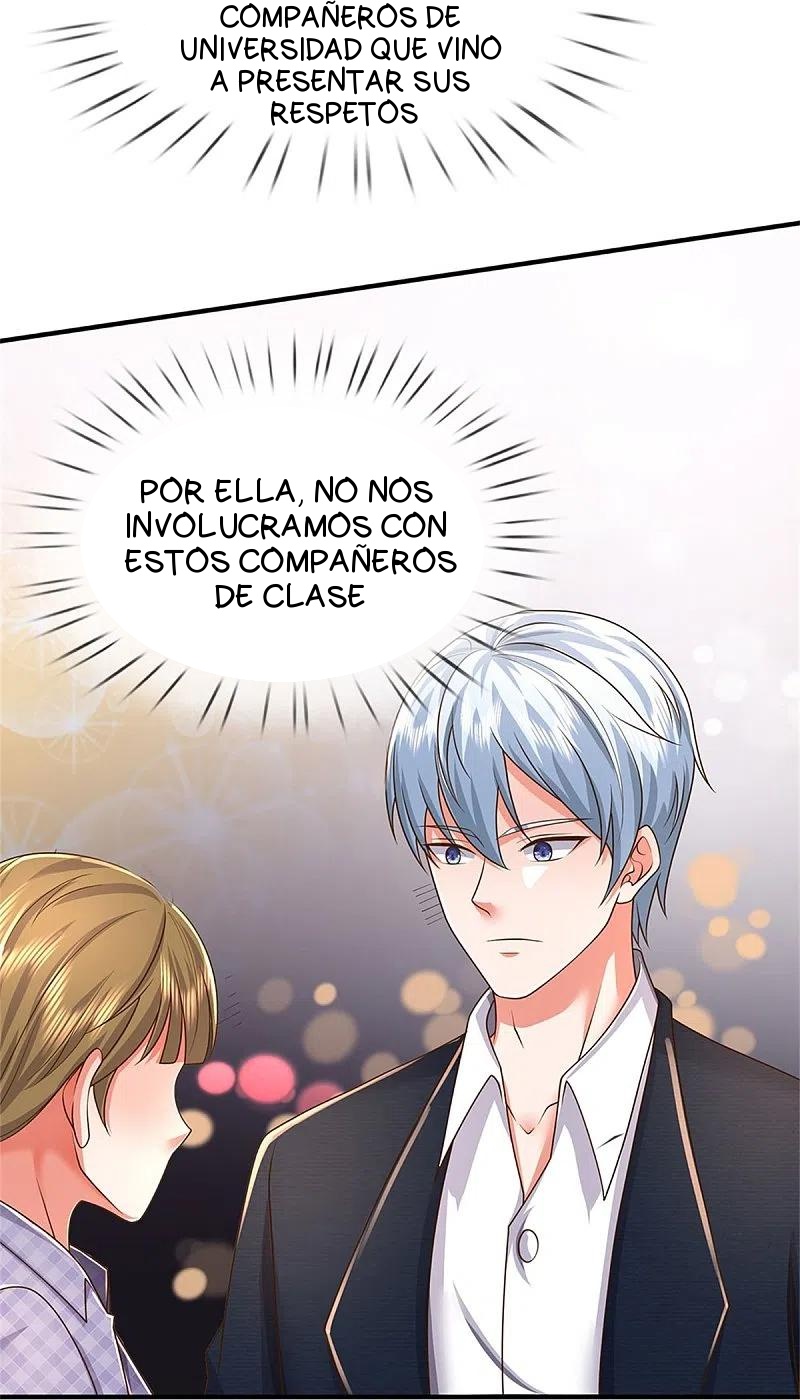 COMPAÑEROS DE
UNIVERSIDAD QUE VINO
A PRESENTAR SUS
RESPETOS
POR ELLA, NO NOS
INVOLUCRAMOS CON
ESTOS COMPAÑEROS
DE CLASE